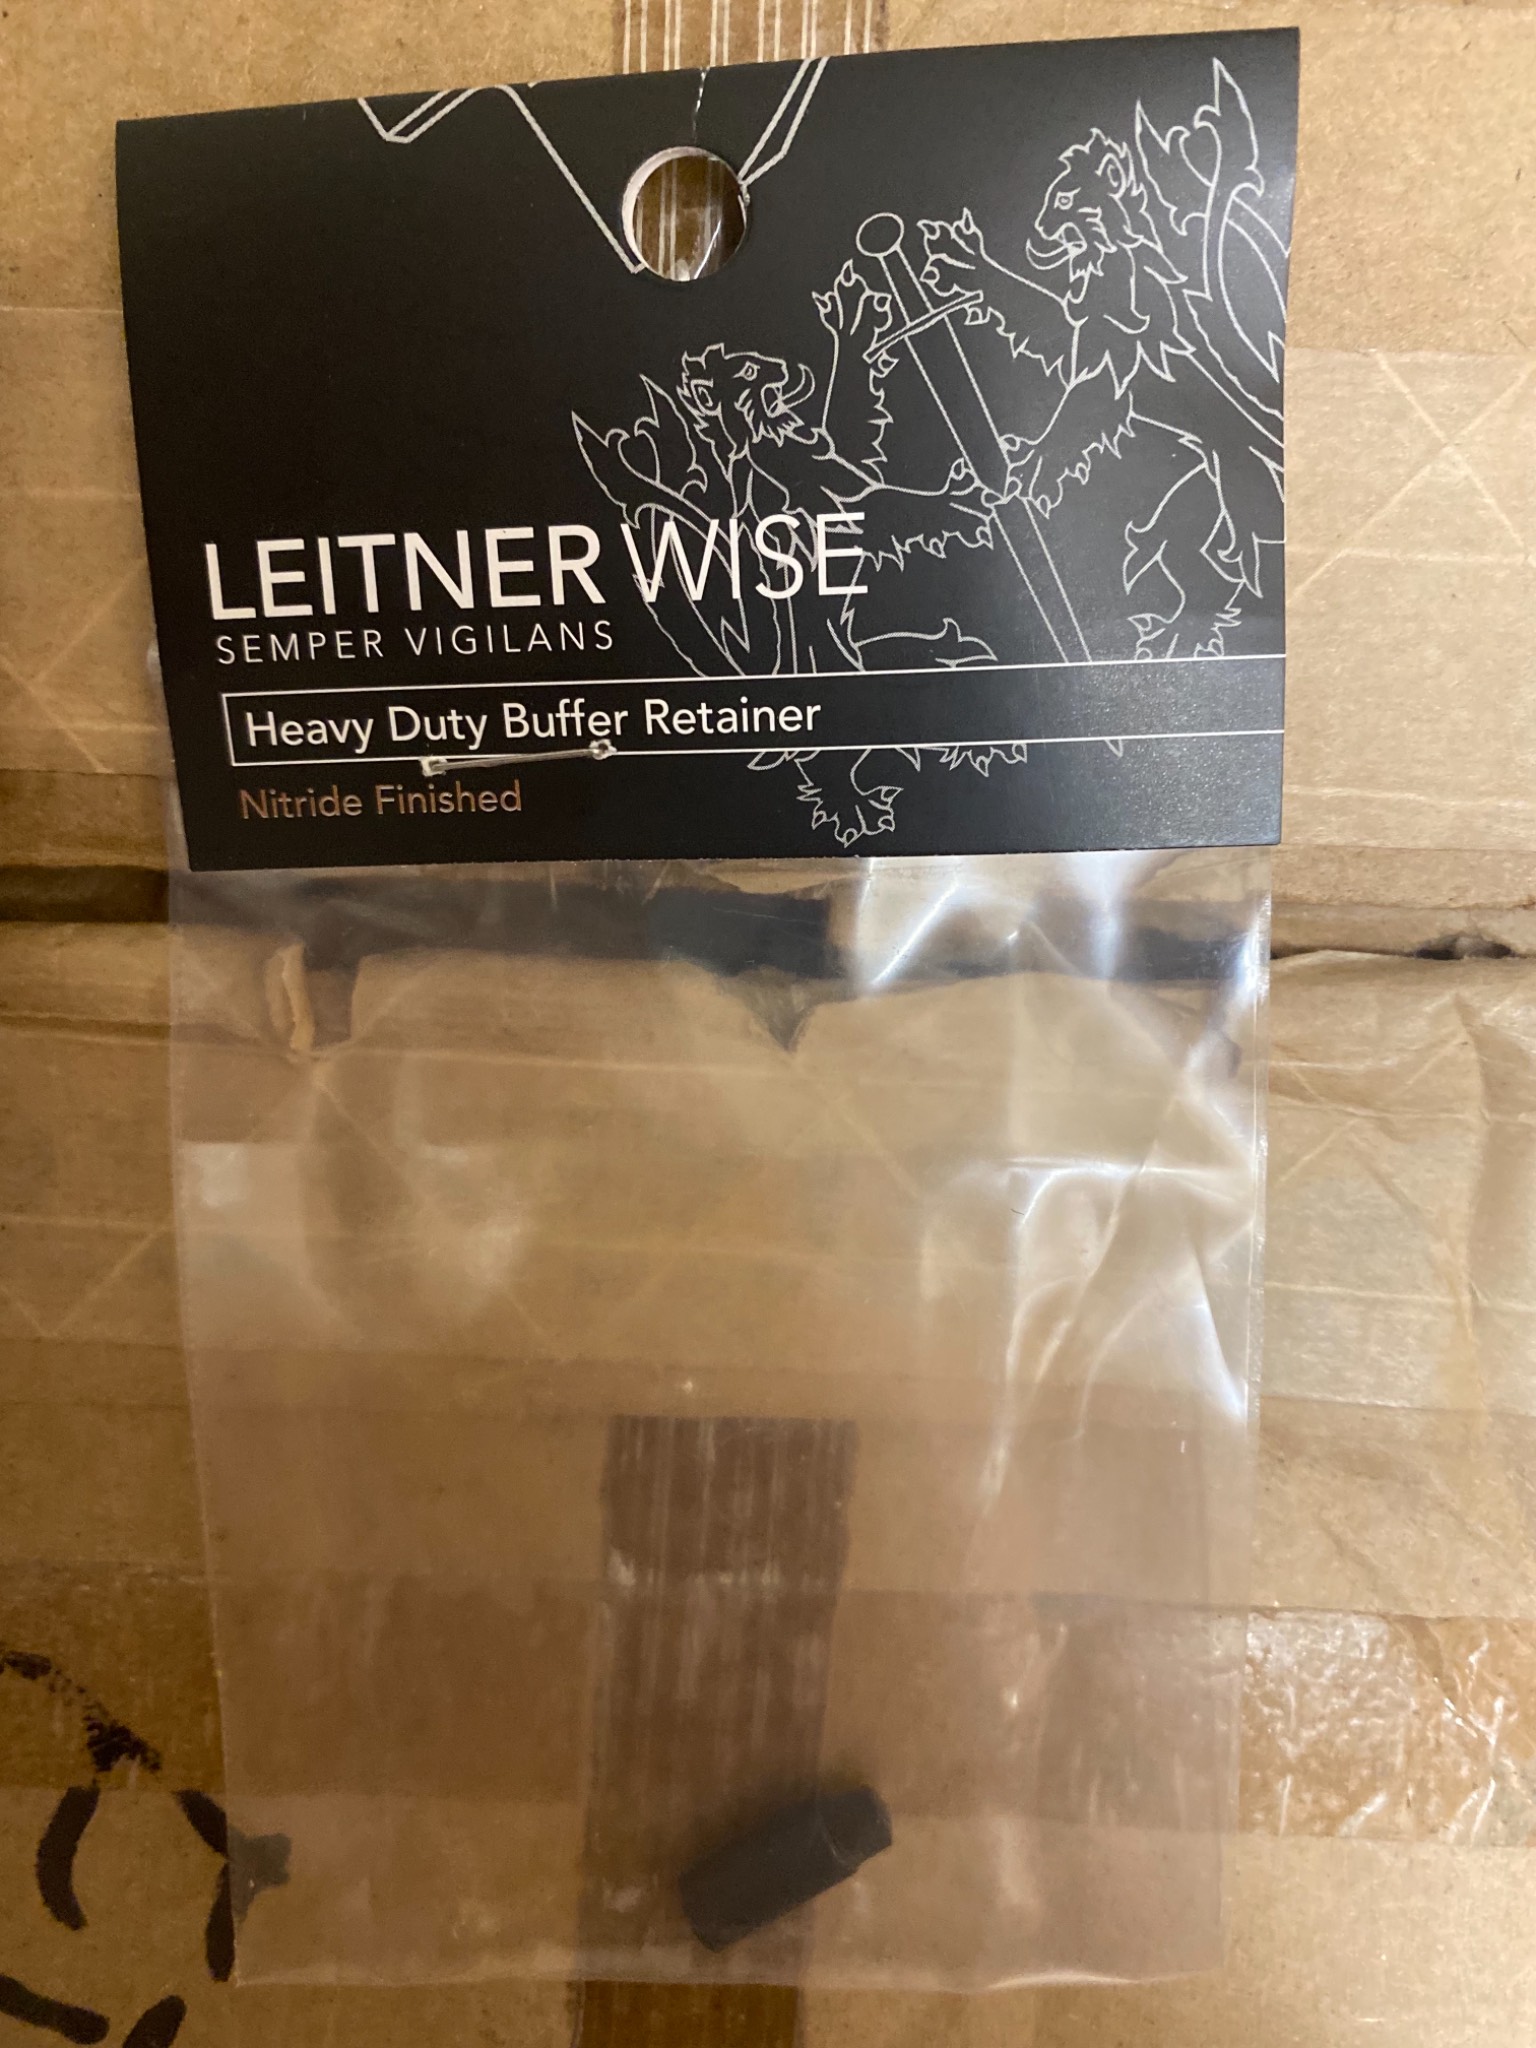 LEITNER WISE
SEMPER VIGILANS
Heavy Duty Buffer Retainer
Nitride Finished